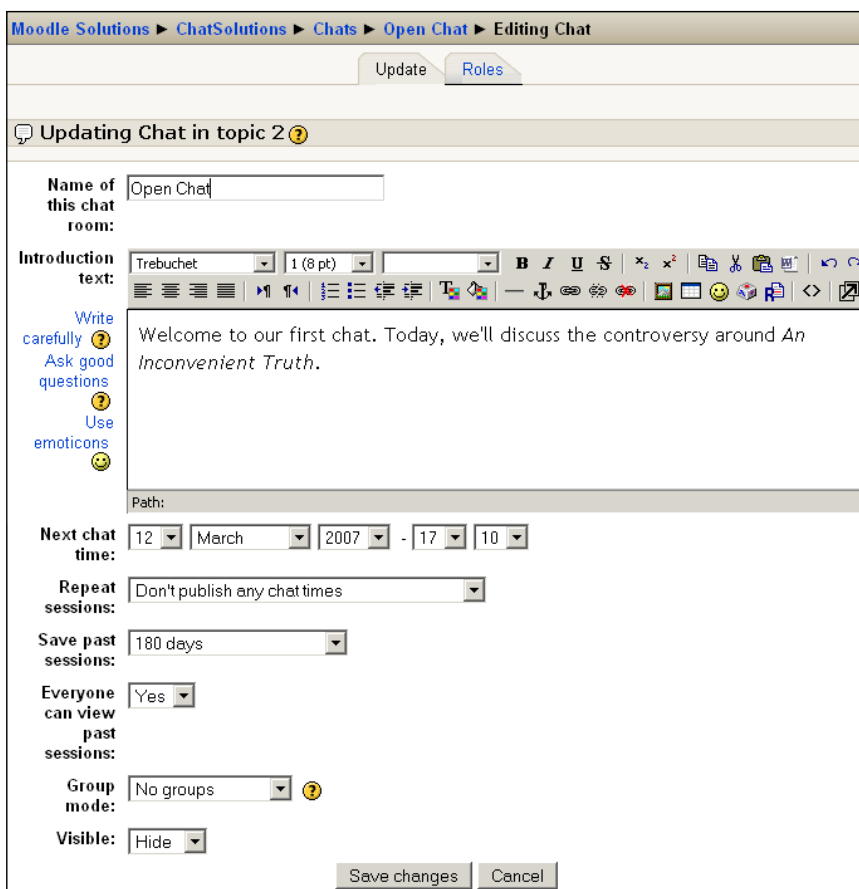 Moodle Solutions ► ChatSolutions ► Chats ► Open Chat ► Editing Chat
Update Roles
Updating Chat in topic 2
Name of this chat room:
Open Chat
Introduction text:
Trebuchet 1 (8 pt) B I U S x₂ x²
Write carefully
Ask good questions
Use emoticons
Welcome to our first chat. Today, we'll discuss the controversy around An
Inconvenient Truth.
Path:
Next chat time:
12 March 2007 - 17 10
Repeat sessions:
Don't publish any chat times
Save past sessions:
180 days
Everyone can view past sessions:
Yes
Group mode:
No groups
Visible:
Hide
Save changes Cancel